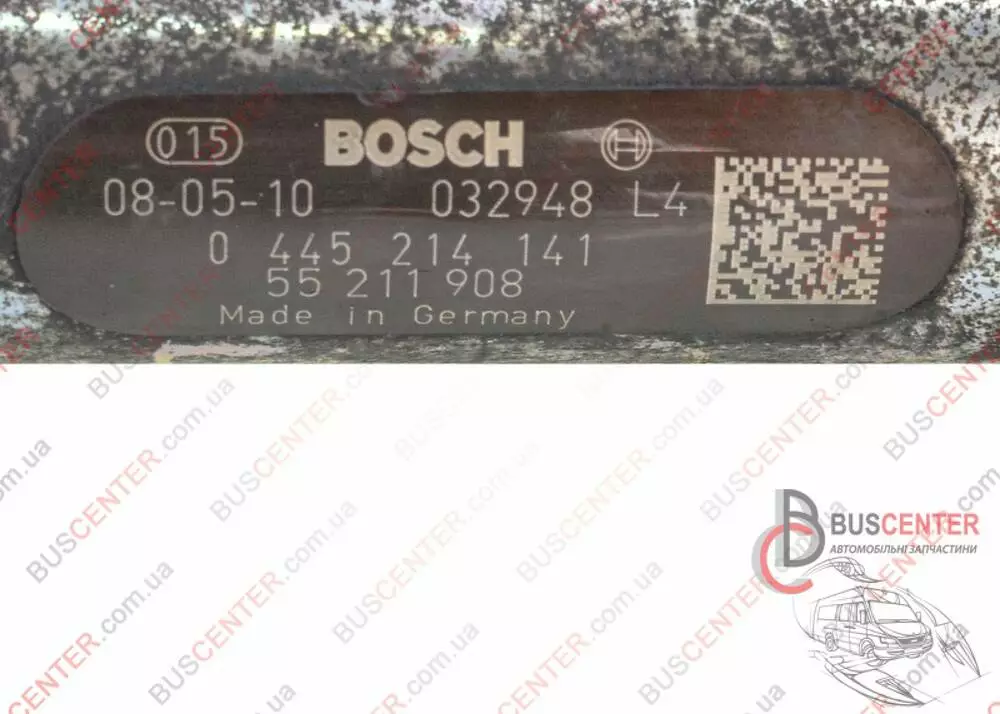 015 BOSCH
08-05-10 032948 L4
0 445 214 141
55 211 908
Made in Germany
BUSCENTER
АВТОМОБІЛЬНІ ЗАПЧАСТИНИ
BUSCENTER.com.ua